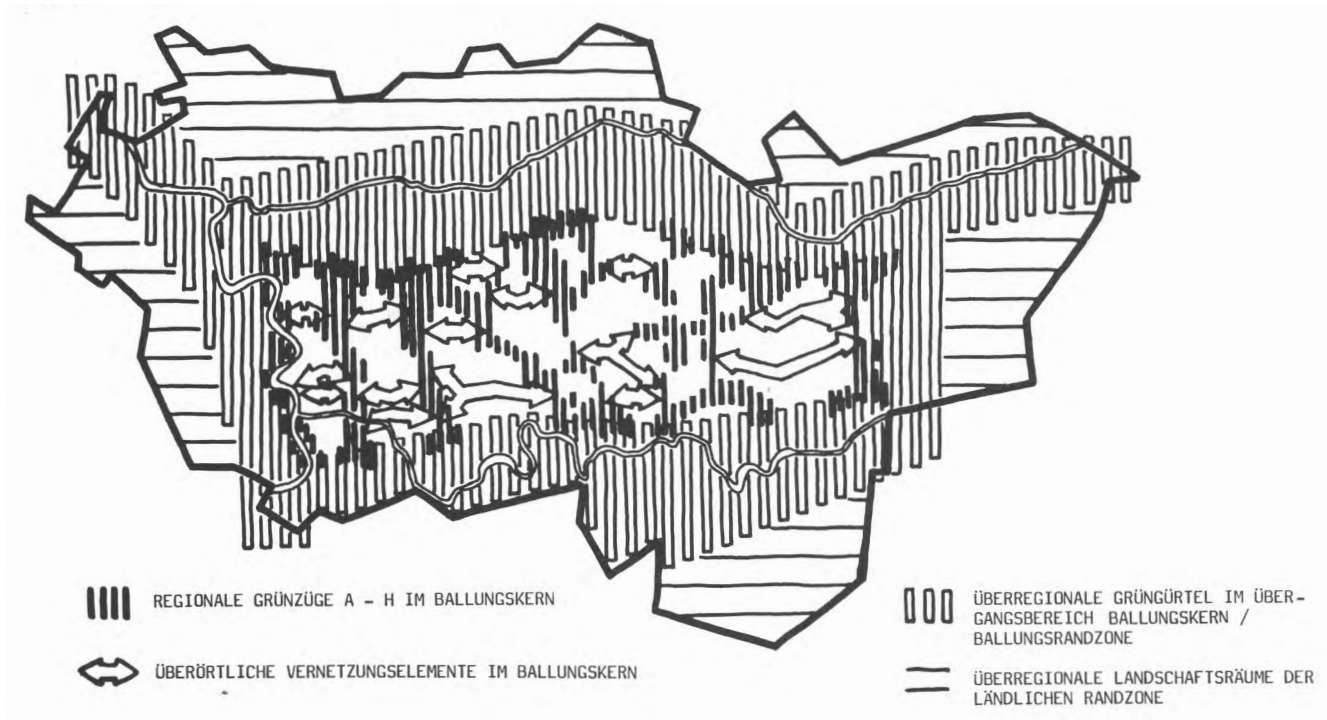 REGIONALE GRÜNZÜGE A – H IM BALLUNGSKERN
ÜBERÖRTLICHE VERNETZUNGSELEMENTE IM BALLUNGSKERN
ÜBERREGIONALE GRÜNGÜRTEL IM ÜBER-
GANGSBEREICH BALLUNGSKERN /
BALLUNGSRANDZONE
ÜBERREGIONALE LANDSCHAFTSRÄUME DER
LÄNDLICHEN RANDZONE